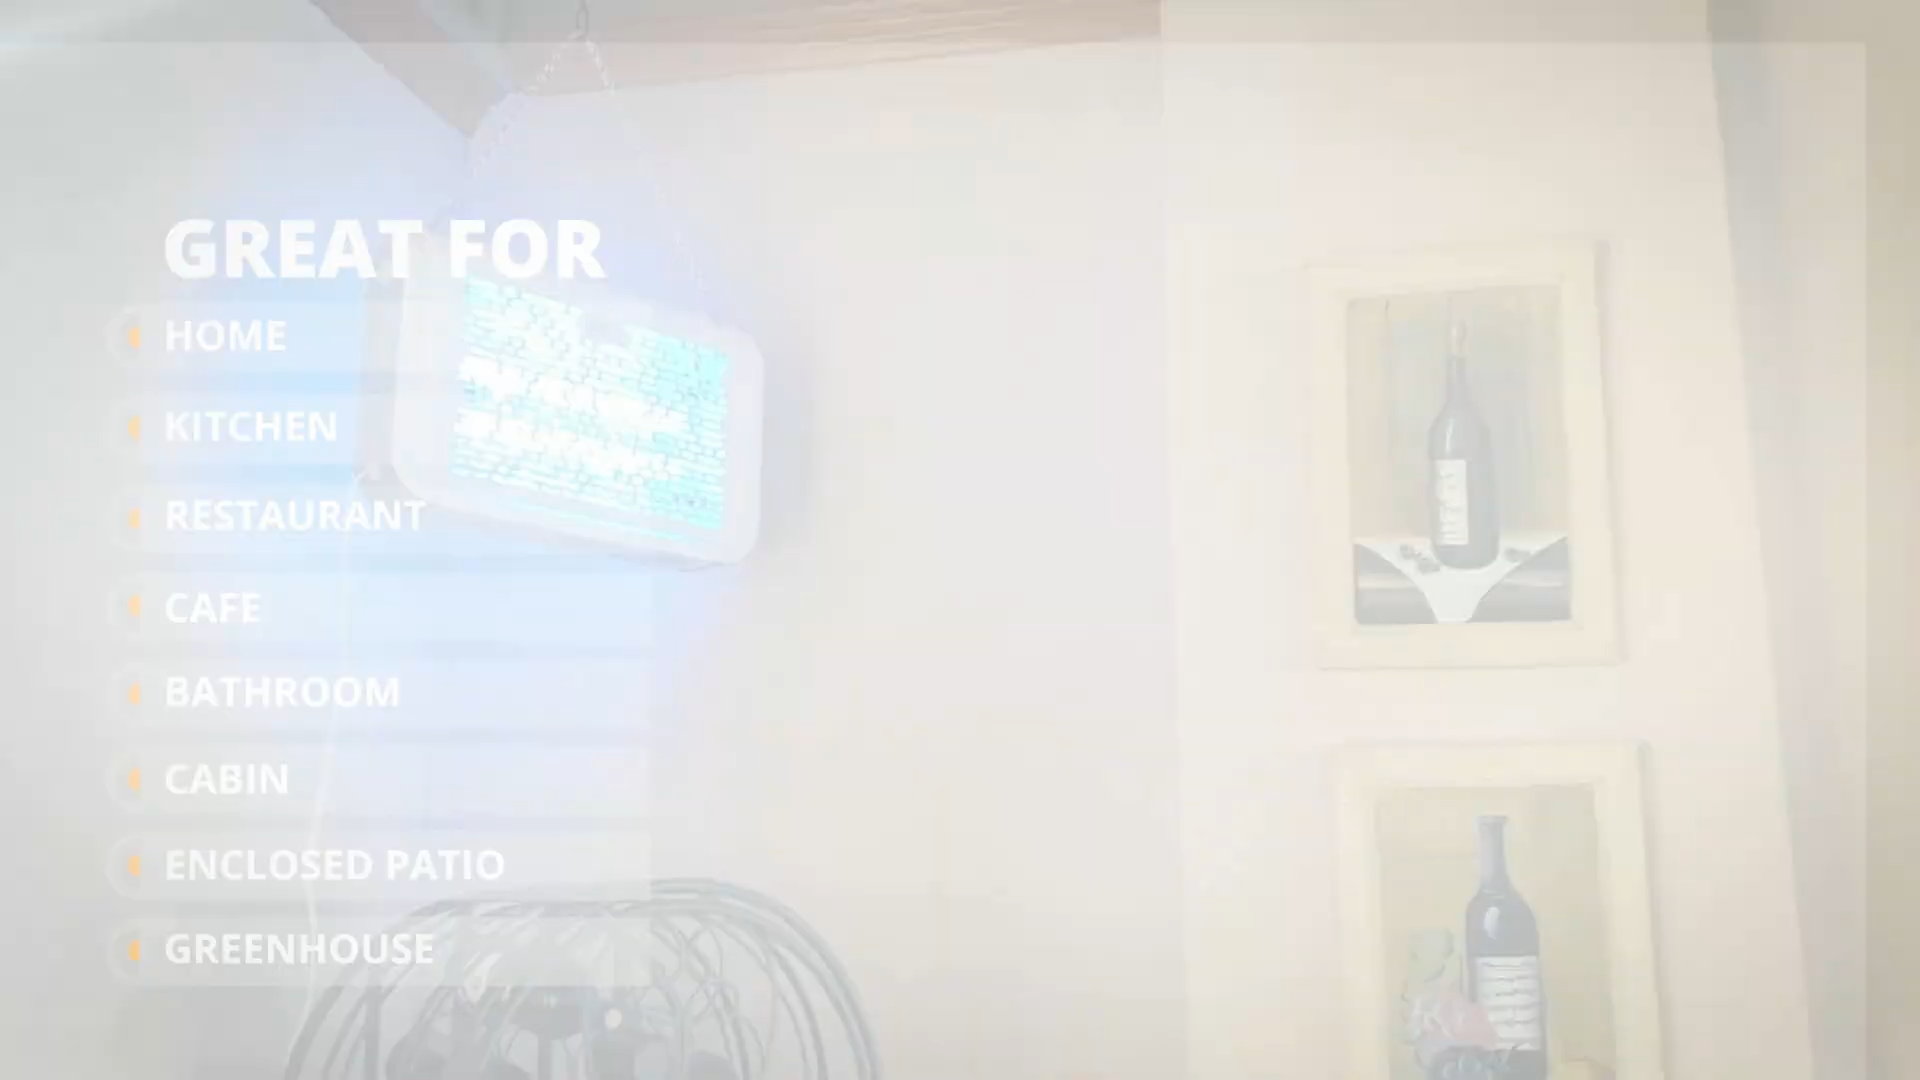 GREAT FOR
HOME
KITCHEN
RESTAURANT
CAFE
BATHROOM
CABIN
ENCLOSED PATIO
GREENHOUSE